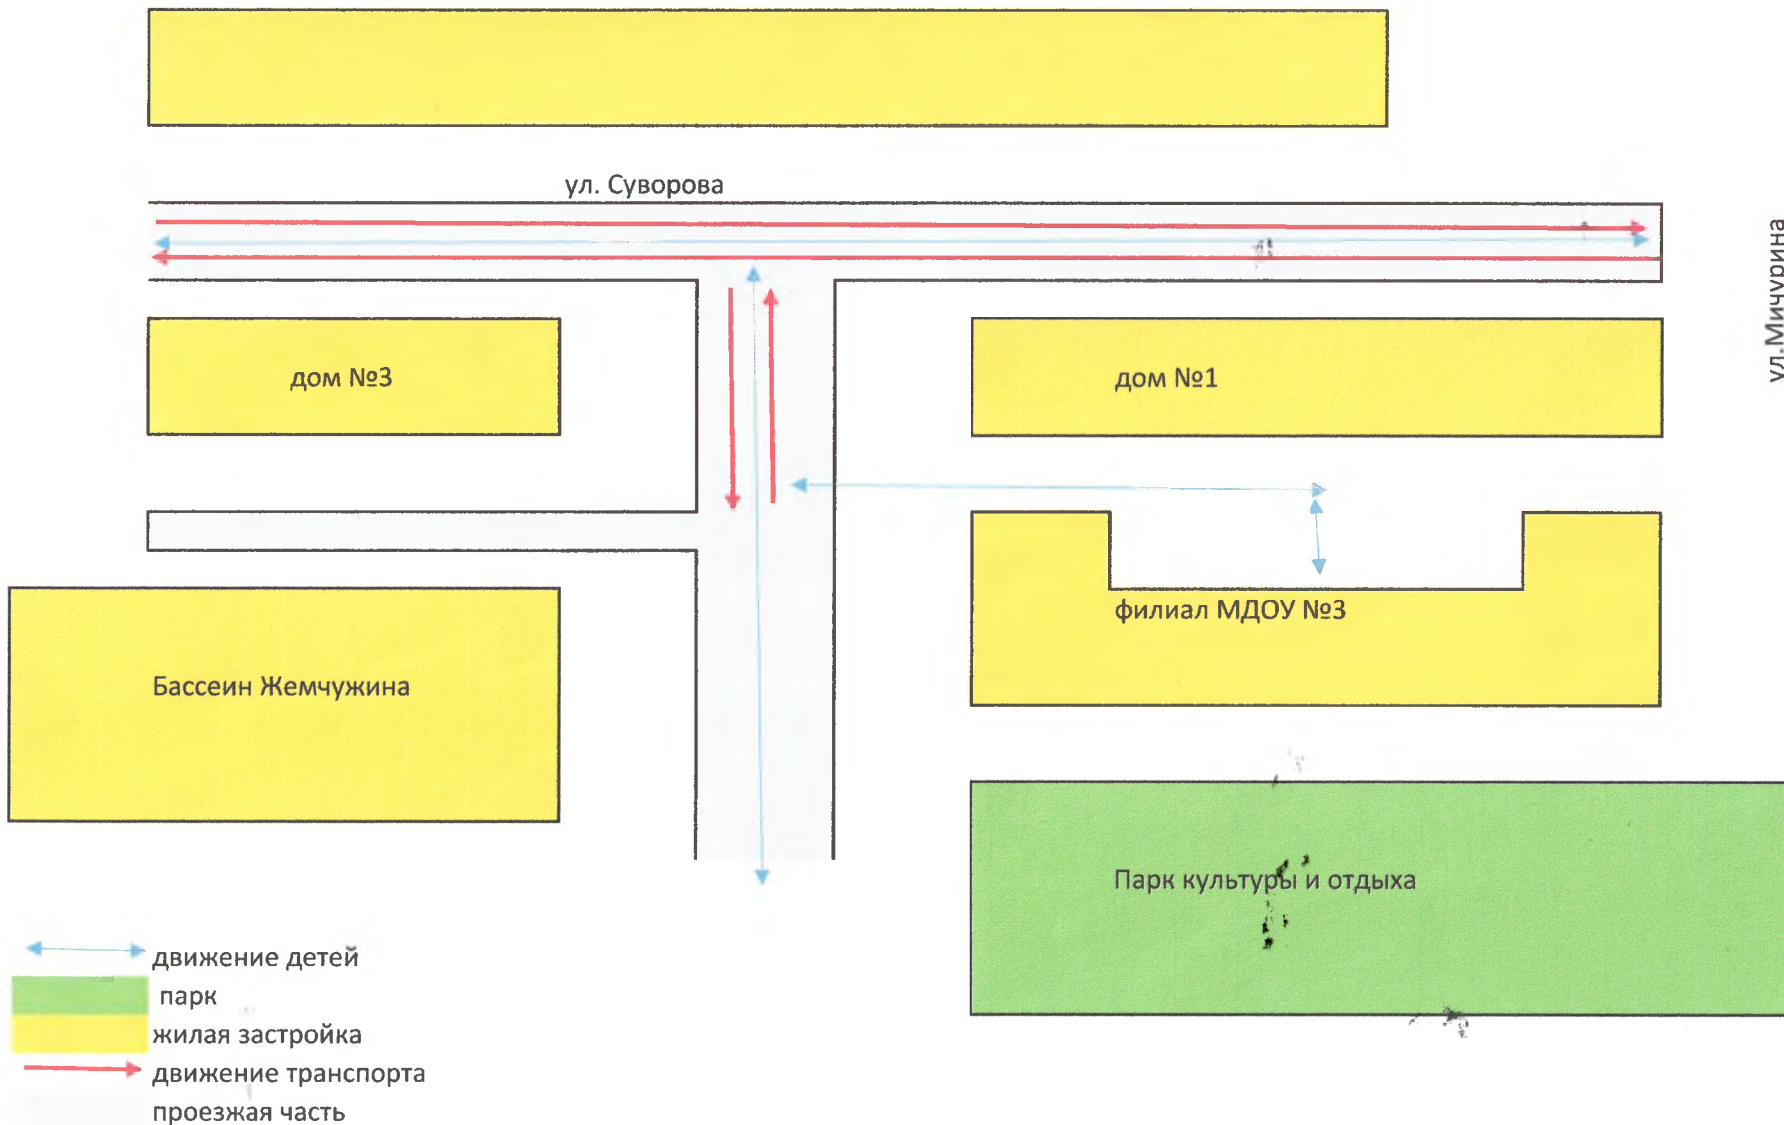 ул. Суворова
ул.Мичурина
дом №3
дом №1
филиал МДОУ №3
Бассеин Жемчужина
Парк культуры и отдыха
движение детей
парк
жилая застройка
движение транспорта
проезжая часть